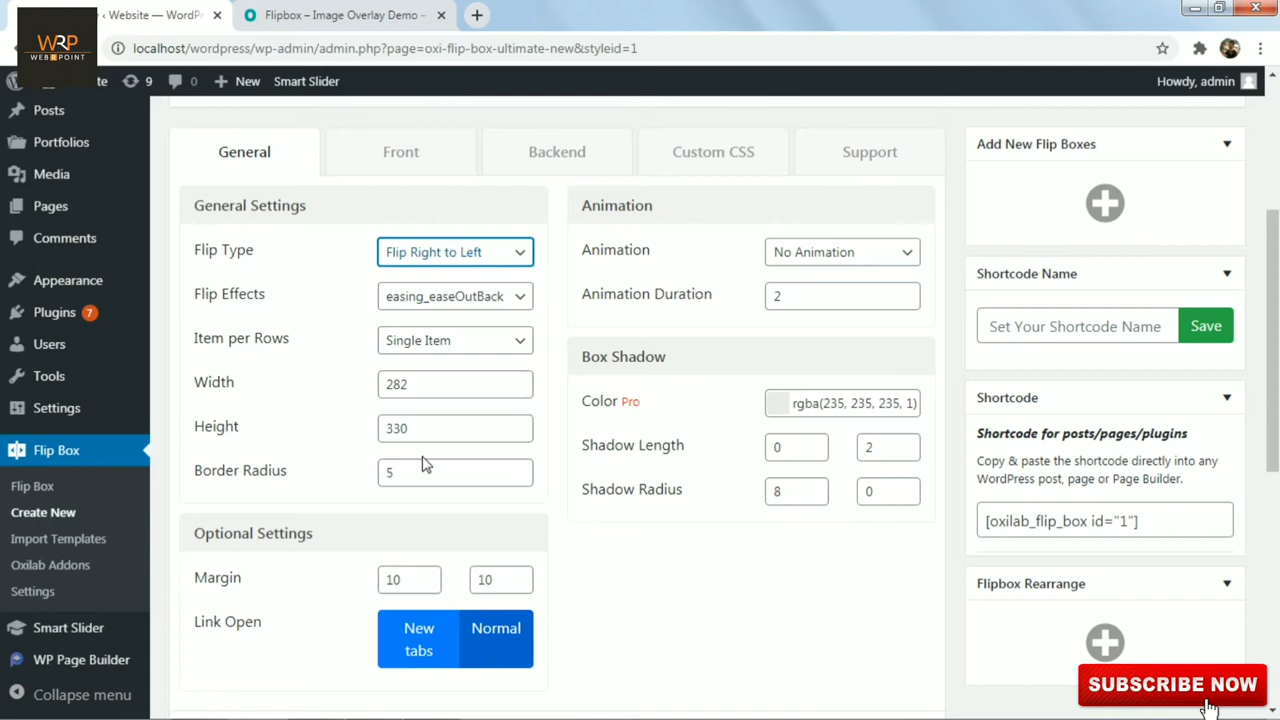 ‹ Website — WordPr
Flipbox – Image Overlay Demo –
WRP
WEB POINT
localhost/wordpress/wp-admin/admin.php?page=oxi-flip-box-ultimate-new&styleid=1
te
9
0
New
Smart Slider
Howdy, admin
Posts
Portfolios
Media
Pages
Comments
Appearance
Plugins 7
Users
Tools
Settings
Flip Box
Flip Box
Create New
Import Templates
Oxilab Addons
Settings
Smart Slider
WP Page Builder
Collapse menu
General
Front
Backend
Custom CSS
Support
General Settings
Flip Type
Flip Right to Left
Flip Effects
easing_easeOutBack
Item per Rows
Single Item
Width
282
Height
330
Border Radius
5
Optional Settings
Margin
10
10
Link Open
New
tabs
Normal
Animation
Animation
No Animation
Animation Duration
2
Box Shadow
Color Pro
rgba(235, 235, 235, 1)
Shadow Length
0
2
Shadow Radius
8
0
Add New Flip Boxes
Shortcode Name
Set Your Shortcode Name
Save
Shortcode
Shortcode for posts/pages/plugins
Copy & paste the shortcode directly into any
WordPress post, page or Page Builder.
[oxilab_flip_box id="1"]
Flipbox Rearrange
SUBSCRIBE NOW